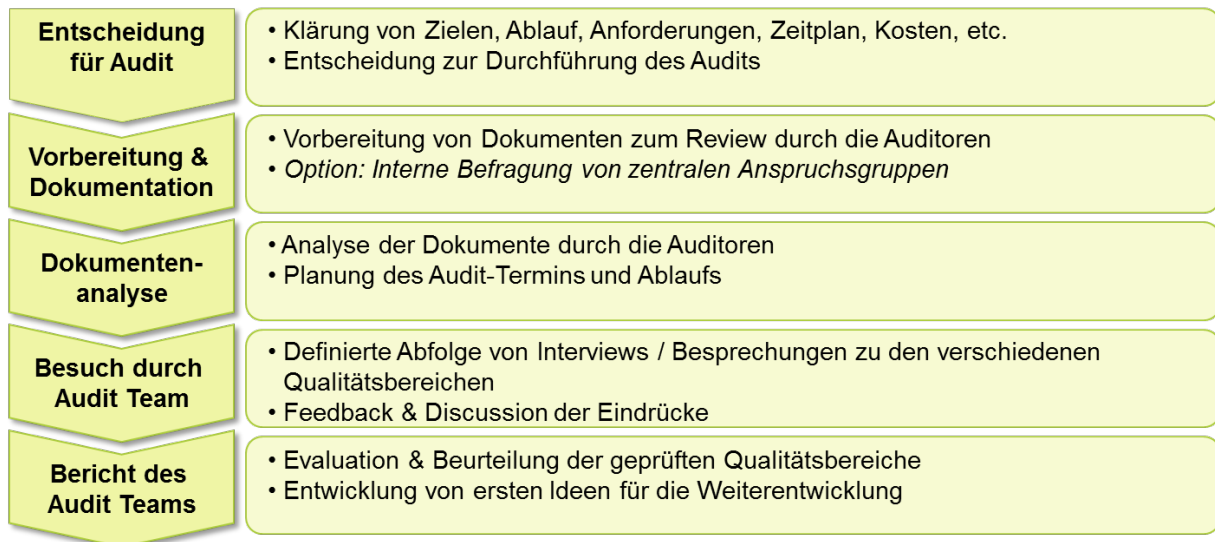 Entscheidung
für Audit
• Klärung von Zielen, Ablauf, Anforderungen, Zeitplan, Kosten, etc.
• Entscheidung zur Durchführung des Audits
Vorbereitung &
Dokumentation
• Vorbereitung von Dokumenten zum Review durch die Auditoren
• Option: Interne Befragung von zentralen Anspruchsgruppen
Dokumenten-
analyse
• Analyse der Dokumente durch die Auditoren
• Planung des Audit-Termins und Ablaufs
Besuch durch
Audit Team
• Definierte Abfolge von Interviews / Besprechungen zu den verschiedenen
Qualitätsbereichen
• Feedback & Discussion der Eindrücke
Bericht des
Audit Teams
• Evaluation & Beurteilung der geprüften Qualitätsbereiche
• Entwicklung von ersten Ideen für die Weiterentwicklung